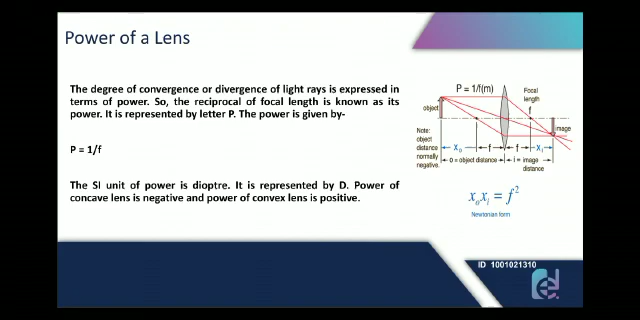 Power of a Lens
The degree of convergence or divergence of light rays is expressed in
terms of power. So, the reciprocal of focal length is known as its
power. It is represented by letter P. The power is given by-
P = 1/f
The SI unit of power is dioptre. It is represented by D. Power of
concave lens is negative and power of convex lens is positive.
P = 1/f(m)
Focal
length
f
object
image
Note:
object
distance
normally
negative.
xo
f
f
xi
o = object distance
i = image
distance
xoxi = f²
Newtonian form
ID 1001021310